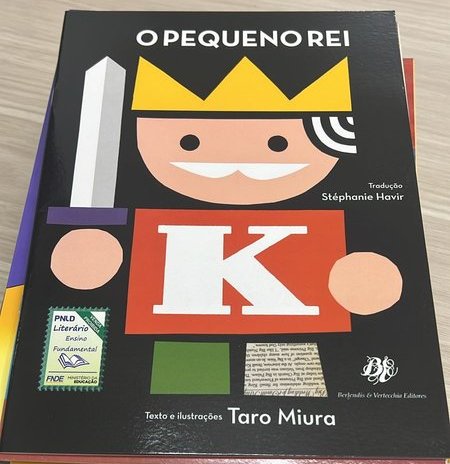 O PEQUENO REI
Tradução
Stéphanie Havir
K
PNLD
Literário
Ensino
Fundamental
FNDE MINISTÉRIO DA
EDUCAÇÃO
Berlendis & Vertecchia Editores
Texto e ilustrações Taro Miura